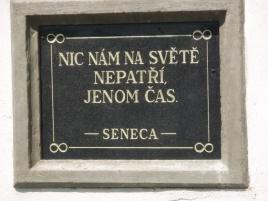 NIC NÁM NA SVĚTĚ
NEPATŘÍ,
JENOM ČAS.
— SENECA —